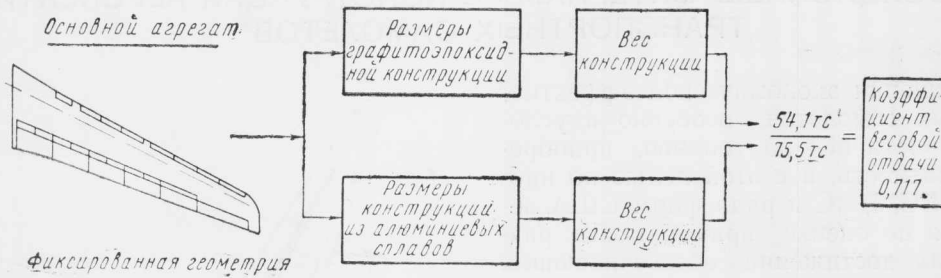 Основной агрегат
Фиксированная геометрия
Размеры
графитоэпоксид-
ной конструкции
Вес
конструкции
Размеры
конструкции
из алюминиевых
сплавов
Вес
конструкции
54,1тс
75,5тс
=
Коэффи-
циент
весовой
отдачи
0,717